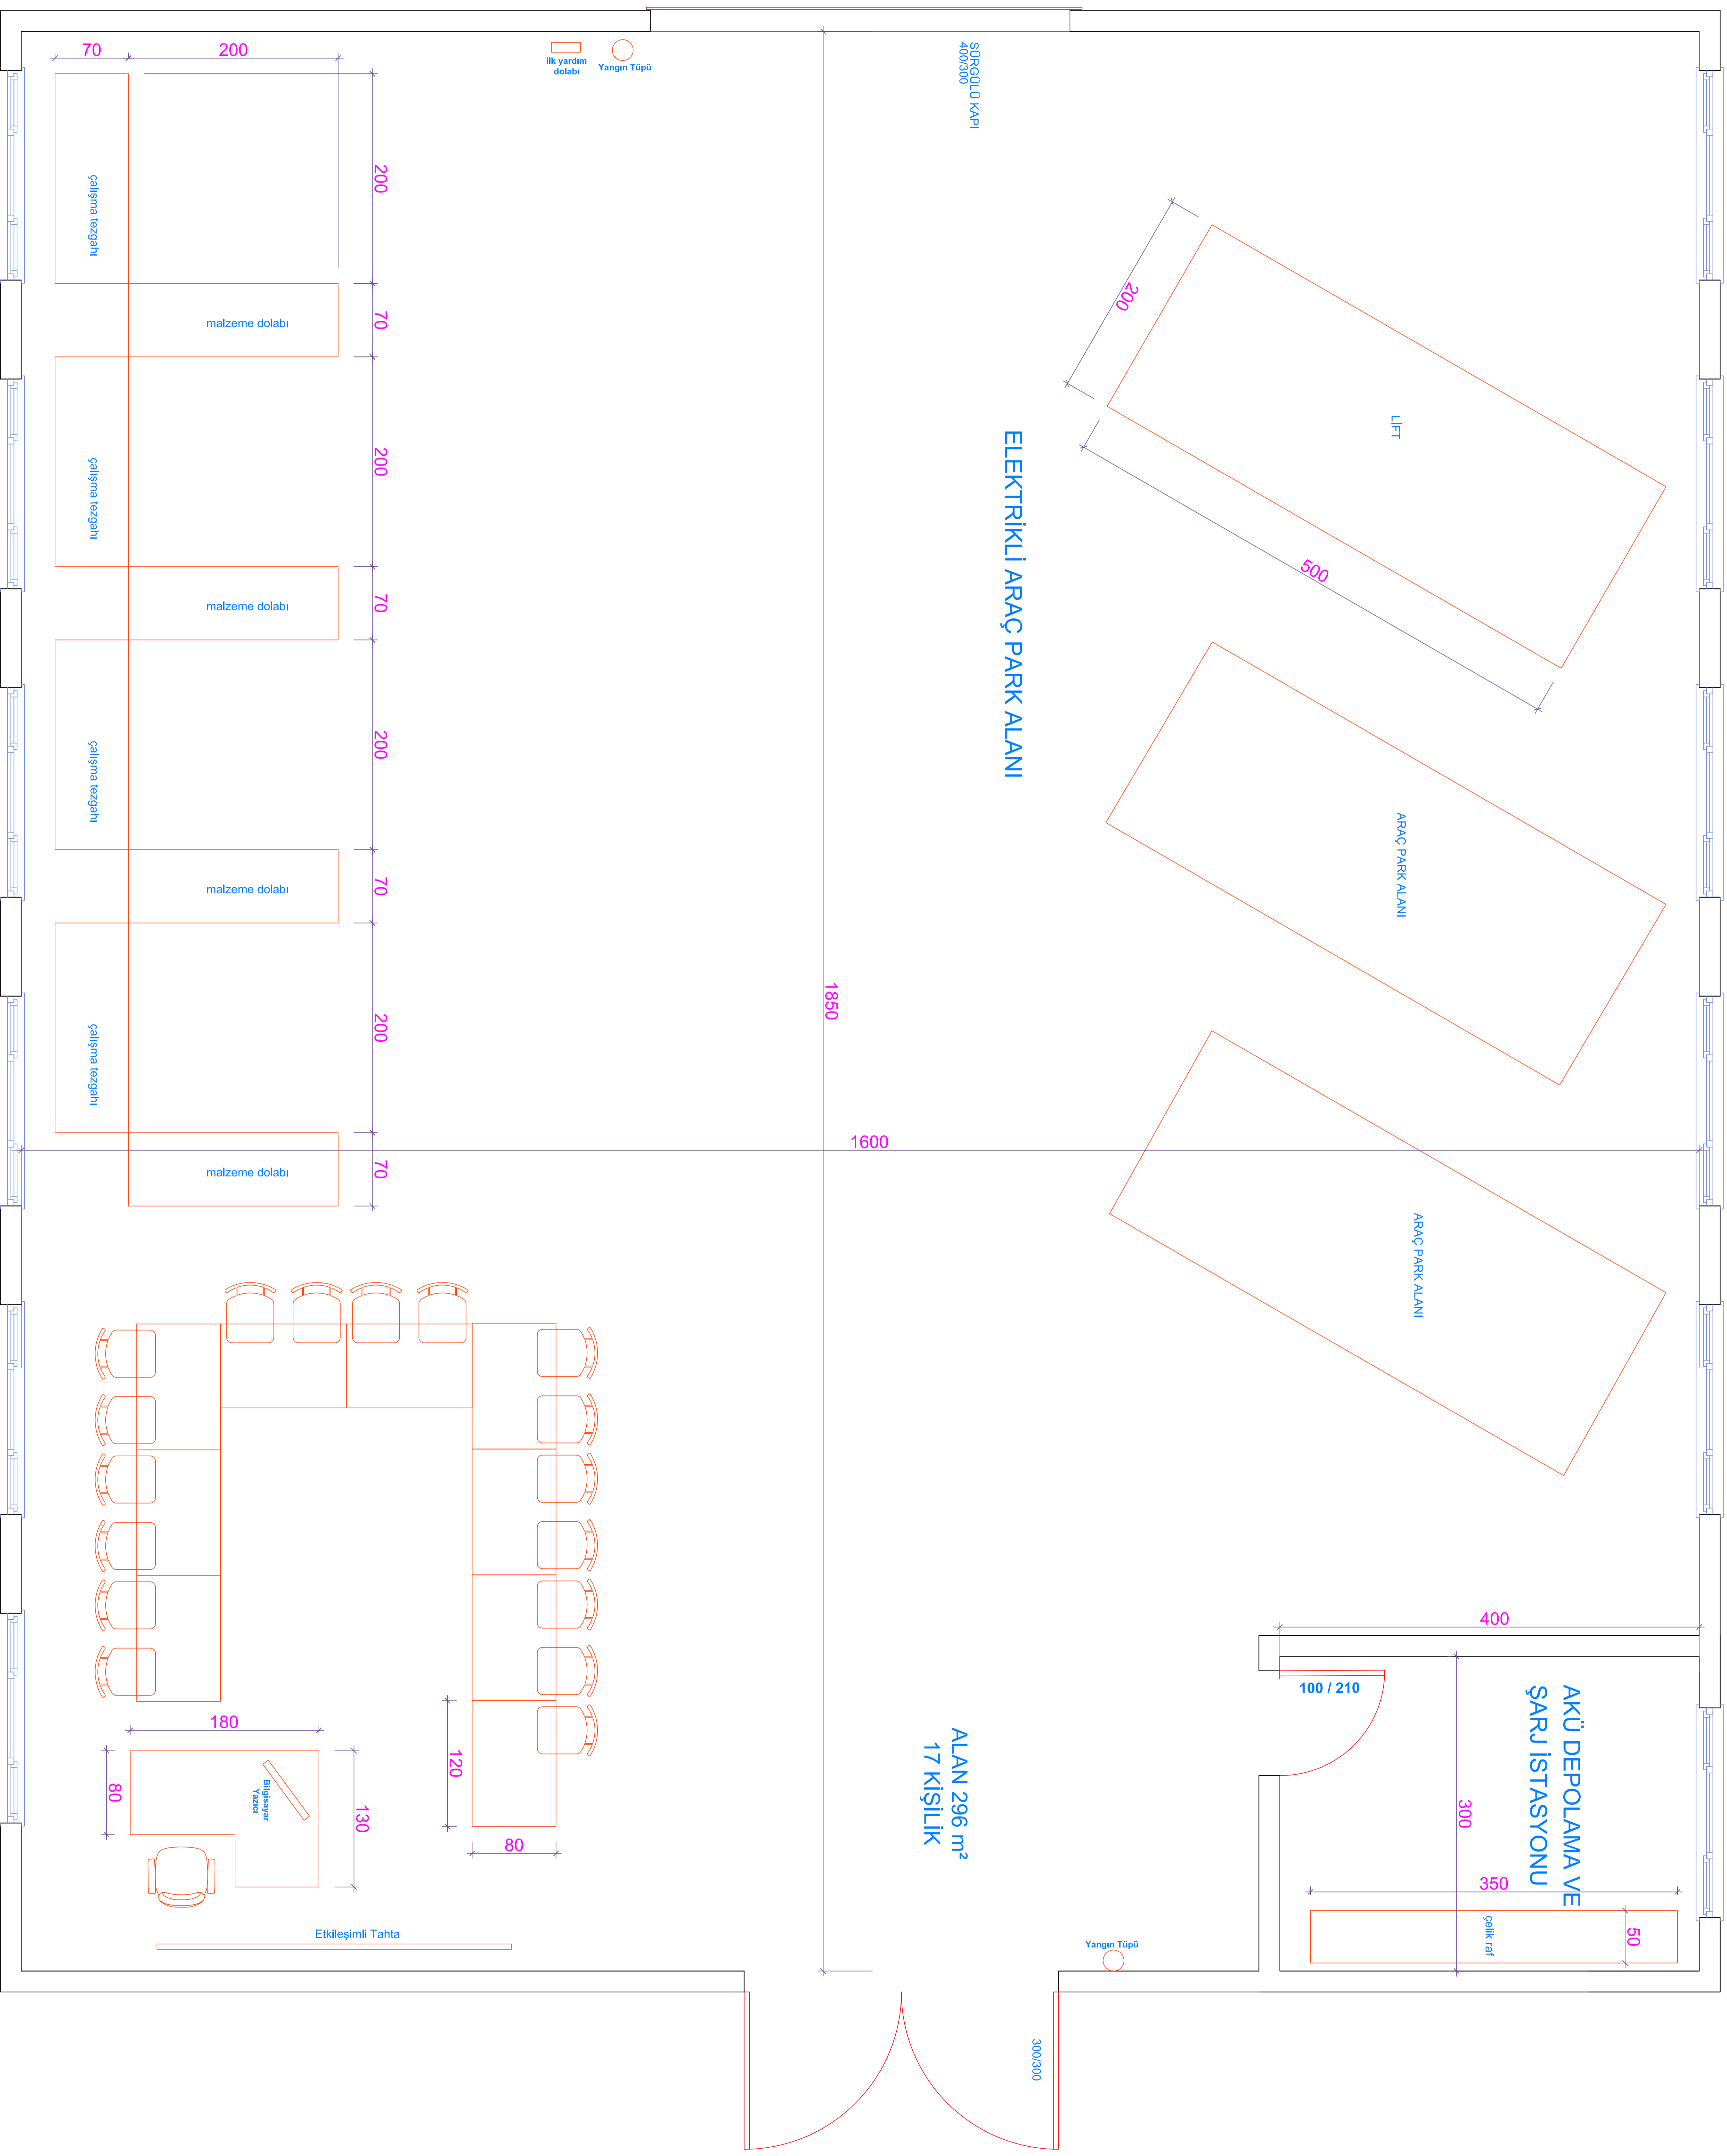 70
200
ilk yardım
dolabı
Yangın Tüpü
SÜRGÜLÜ KAPI
400/300
200
çalışma tezgahı
malzeme dolabı
70
200
LİFT
500
ELEKTRİKLİ ARAÇ PARK ALANI
200
çalışma tezgahı
malzeme dolabı
70
200
çalışma tezgahı
ARAÇ PARK ALANI
malzeme dolabı
70
1850
200
çalışma tezgahı
1600
malzeme dolabı
70
ARAÇ PARK ALANI
400
100 / 210
AKÜ DEPOLAMA VE
ŞARJ İSTASYONU
180
120
80
Bilgisayar
Yazıcı
130
ALAN 296 m²
17 KİŞİLİK
300
80
350
çelik raf
50
Etkileşimli Tahta
Yangın Tüpü
300/300